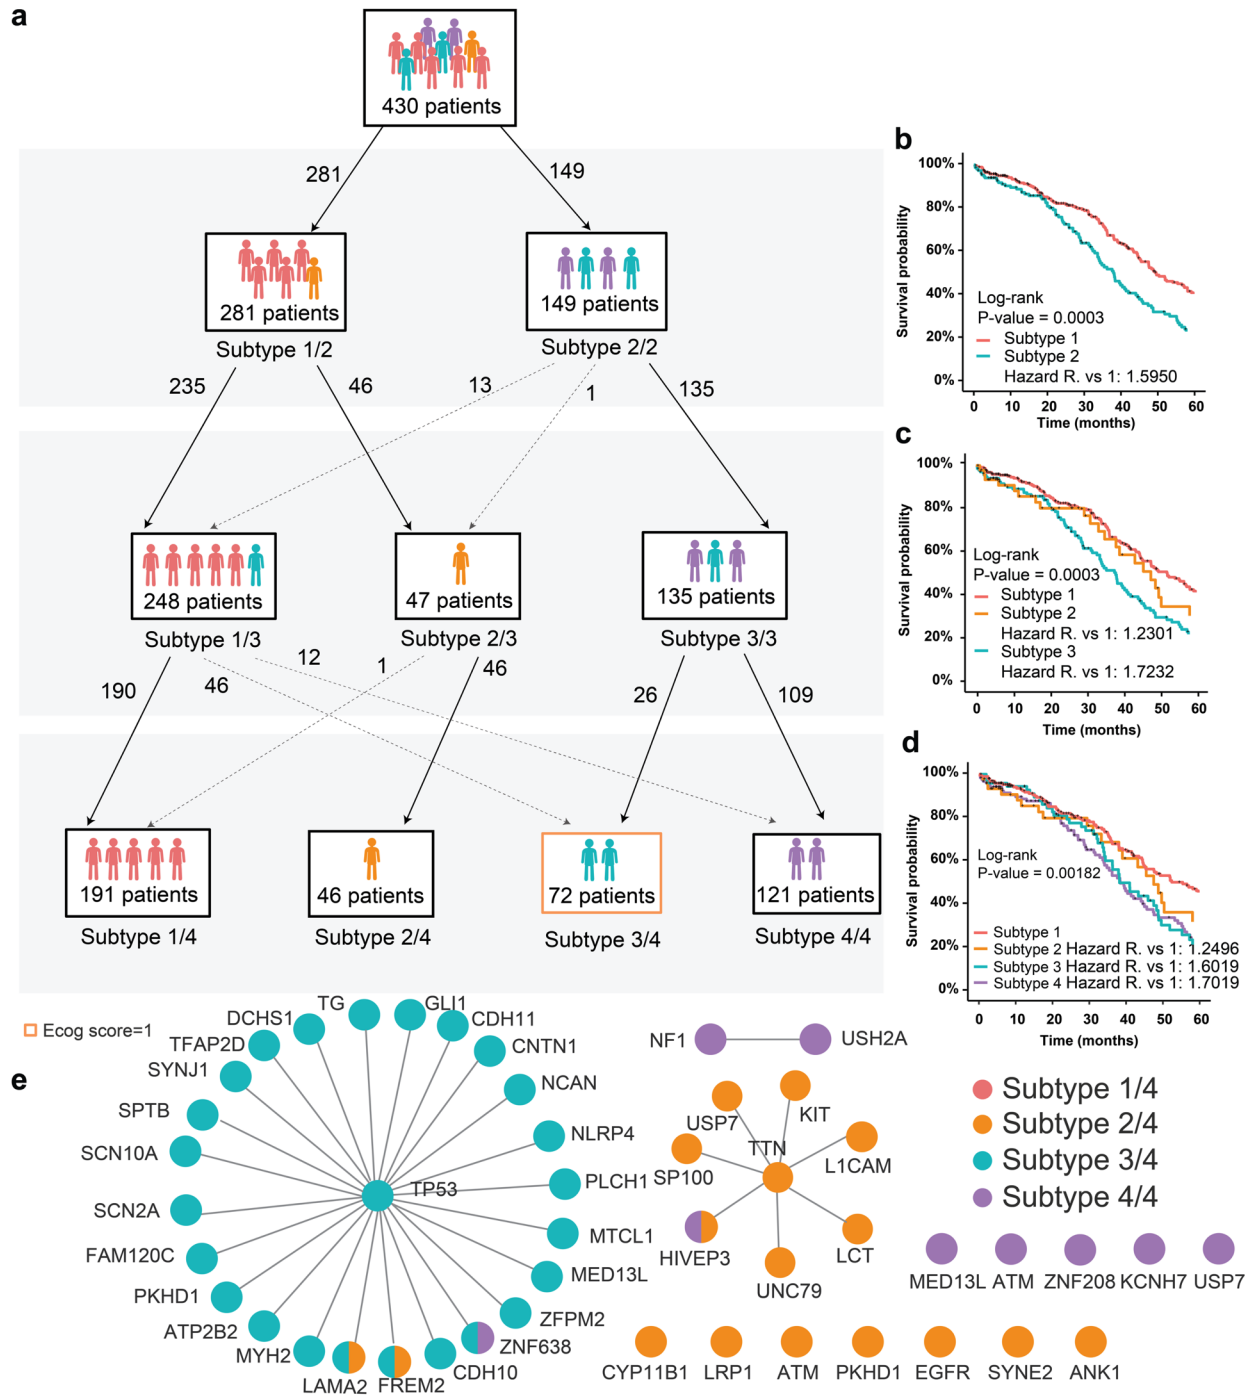 a
430 patients
281
149
281 patients
149 patients
Subtype 1/2
Subtype 2/2
235
46
13
1
135
248 patients
47 patients
135 patients
Subtype 1/3
Subtype 2/3
Subtype 3/3
190
46
12
1
46
26
109
191 patients
46 patients
72 patients
121 patients
Subtype 1/4
Subtype 2/4
Subtype 3/4
Subtype 4/4
Ecog score=1
b
Survival probability
100%
80%
60%
40%
20%
0%
Log-rank
P-value = 0.0003
Subtype 1
Subtype 2
Hazard R. vs 1: 1.5950
0 10 20 30 40 50 60
Time (months)
c
Survival probability
100%
80%
60%
40%
20%
0%
Log-rank
P-value = 0.0003
Subtype 1
Subtype 2
Hazard R. vs 1: 1.2301
Subtype 3
Hazard R. vs 1: 1.7232
0 10 20 30 40 50 60
Time (months)
d
Survival probability
100%
80%
60%
40%
20%
0%
Log-rank
P-value = 0.00182
Subtype 1
Subtype 2 Hazard R. vs 1: 1.2496
Subtype 3 Hazard R. vs 1: 1.6019
Subtype 4 Hazard R. vs 1: 1.7019
0 10 20 30 40 50 60
Time (months)
e
TG
GLI1
DCHS1
CDH11
TFAP2D
CNTN1
SYNJ1
NCAN
SPTB
NLRP4
SCN10A
PLCH1
TP53
SCN2A
MTCL1
FAM120C
MED13L
PKHD1
ZFPM2
ATP2B2
ZNF638
MYH2
CDH10
LAMA2
FREM2
NF1
USH2A
USP7
KIT
TTN
SP100
L1CAM
HIVEP3
LCT
UNC79
Subtype 1/4
Subtype 2/4
Subtype 3/4
Subtype 4/4
MED13L ATM ZNF208 KCNH7 USP7
CYP11B1 LRP1 ATM PKHD1 EGFR SYNE2 ANK1